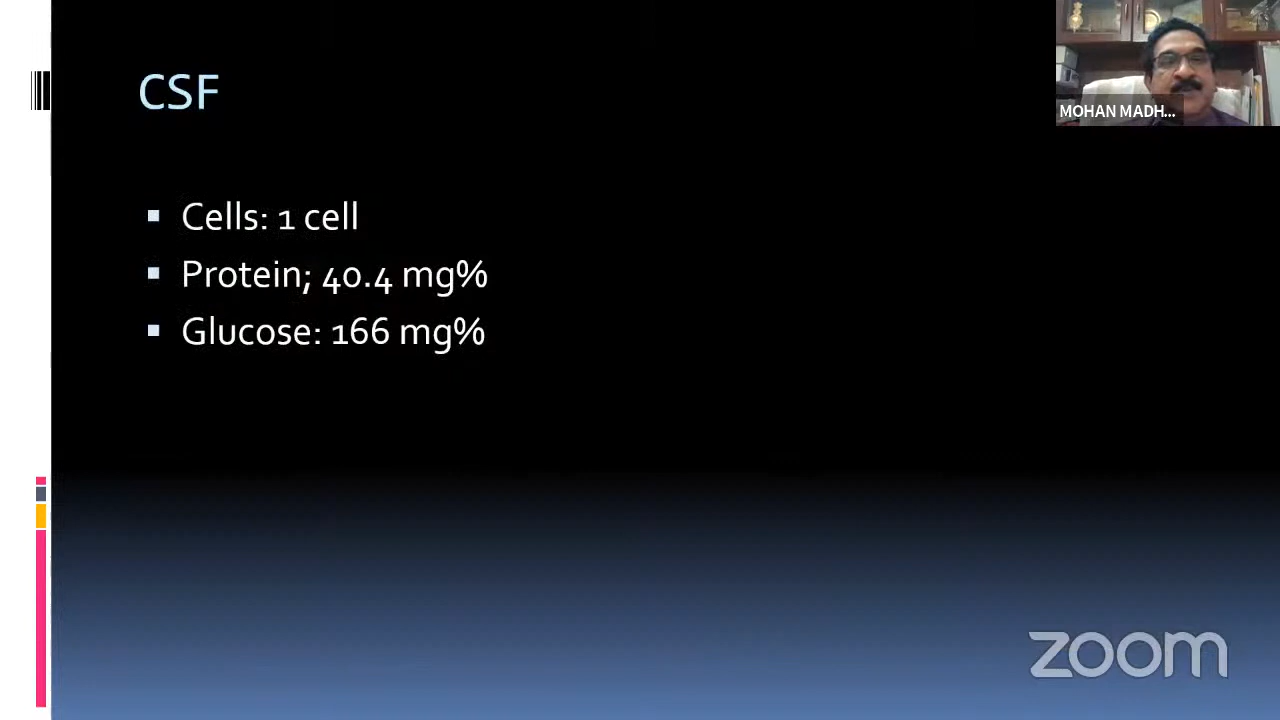 CSF
MOHAN MADH...
Cells: 1 cell
Protein; 40.4 mg%
Glucose: 166 mg%
zoom